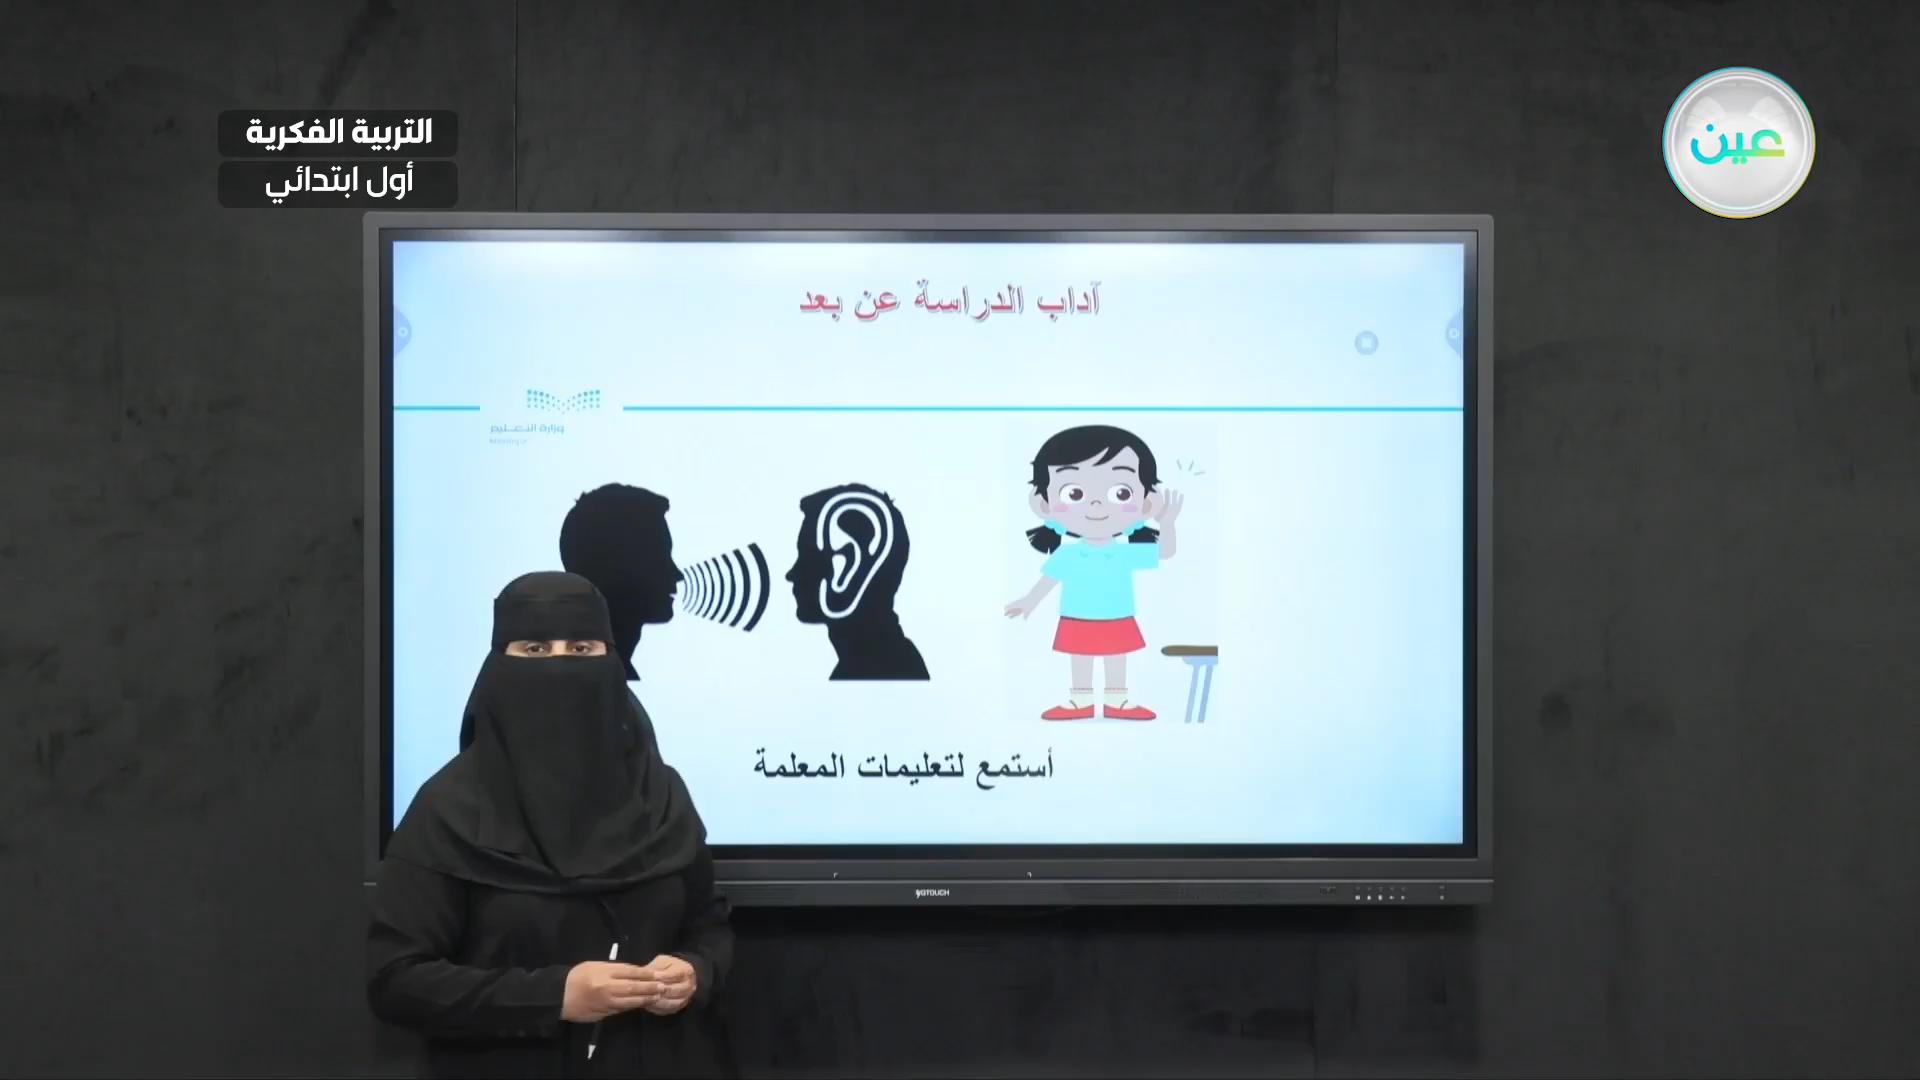 التربية الفكرية
أول ابتدائي
عين
آداب الدراسة عن بعد
وزارة التعليم
أستمع لتعليمات المعلمة